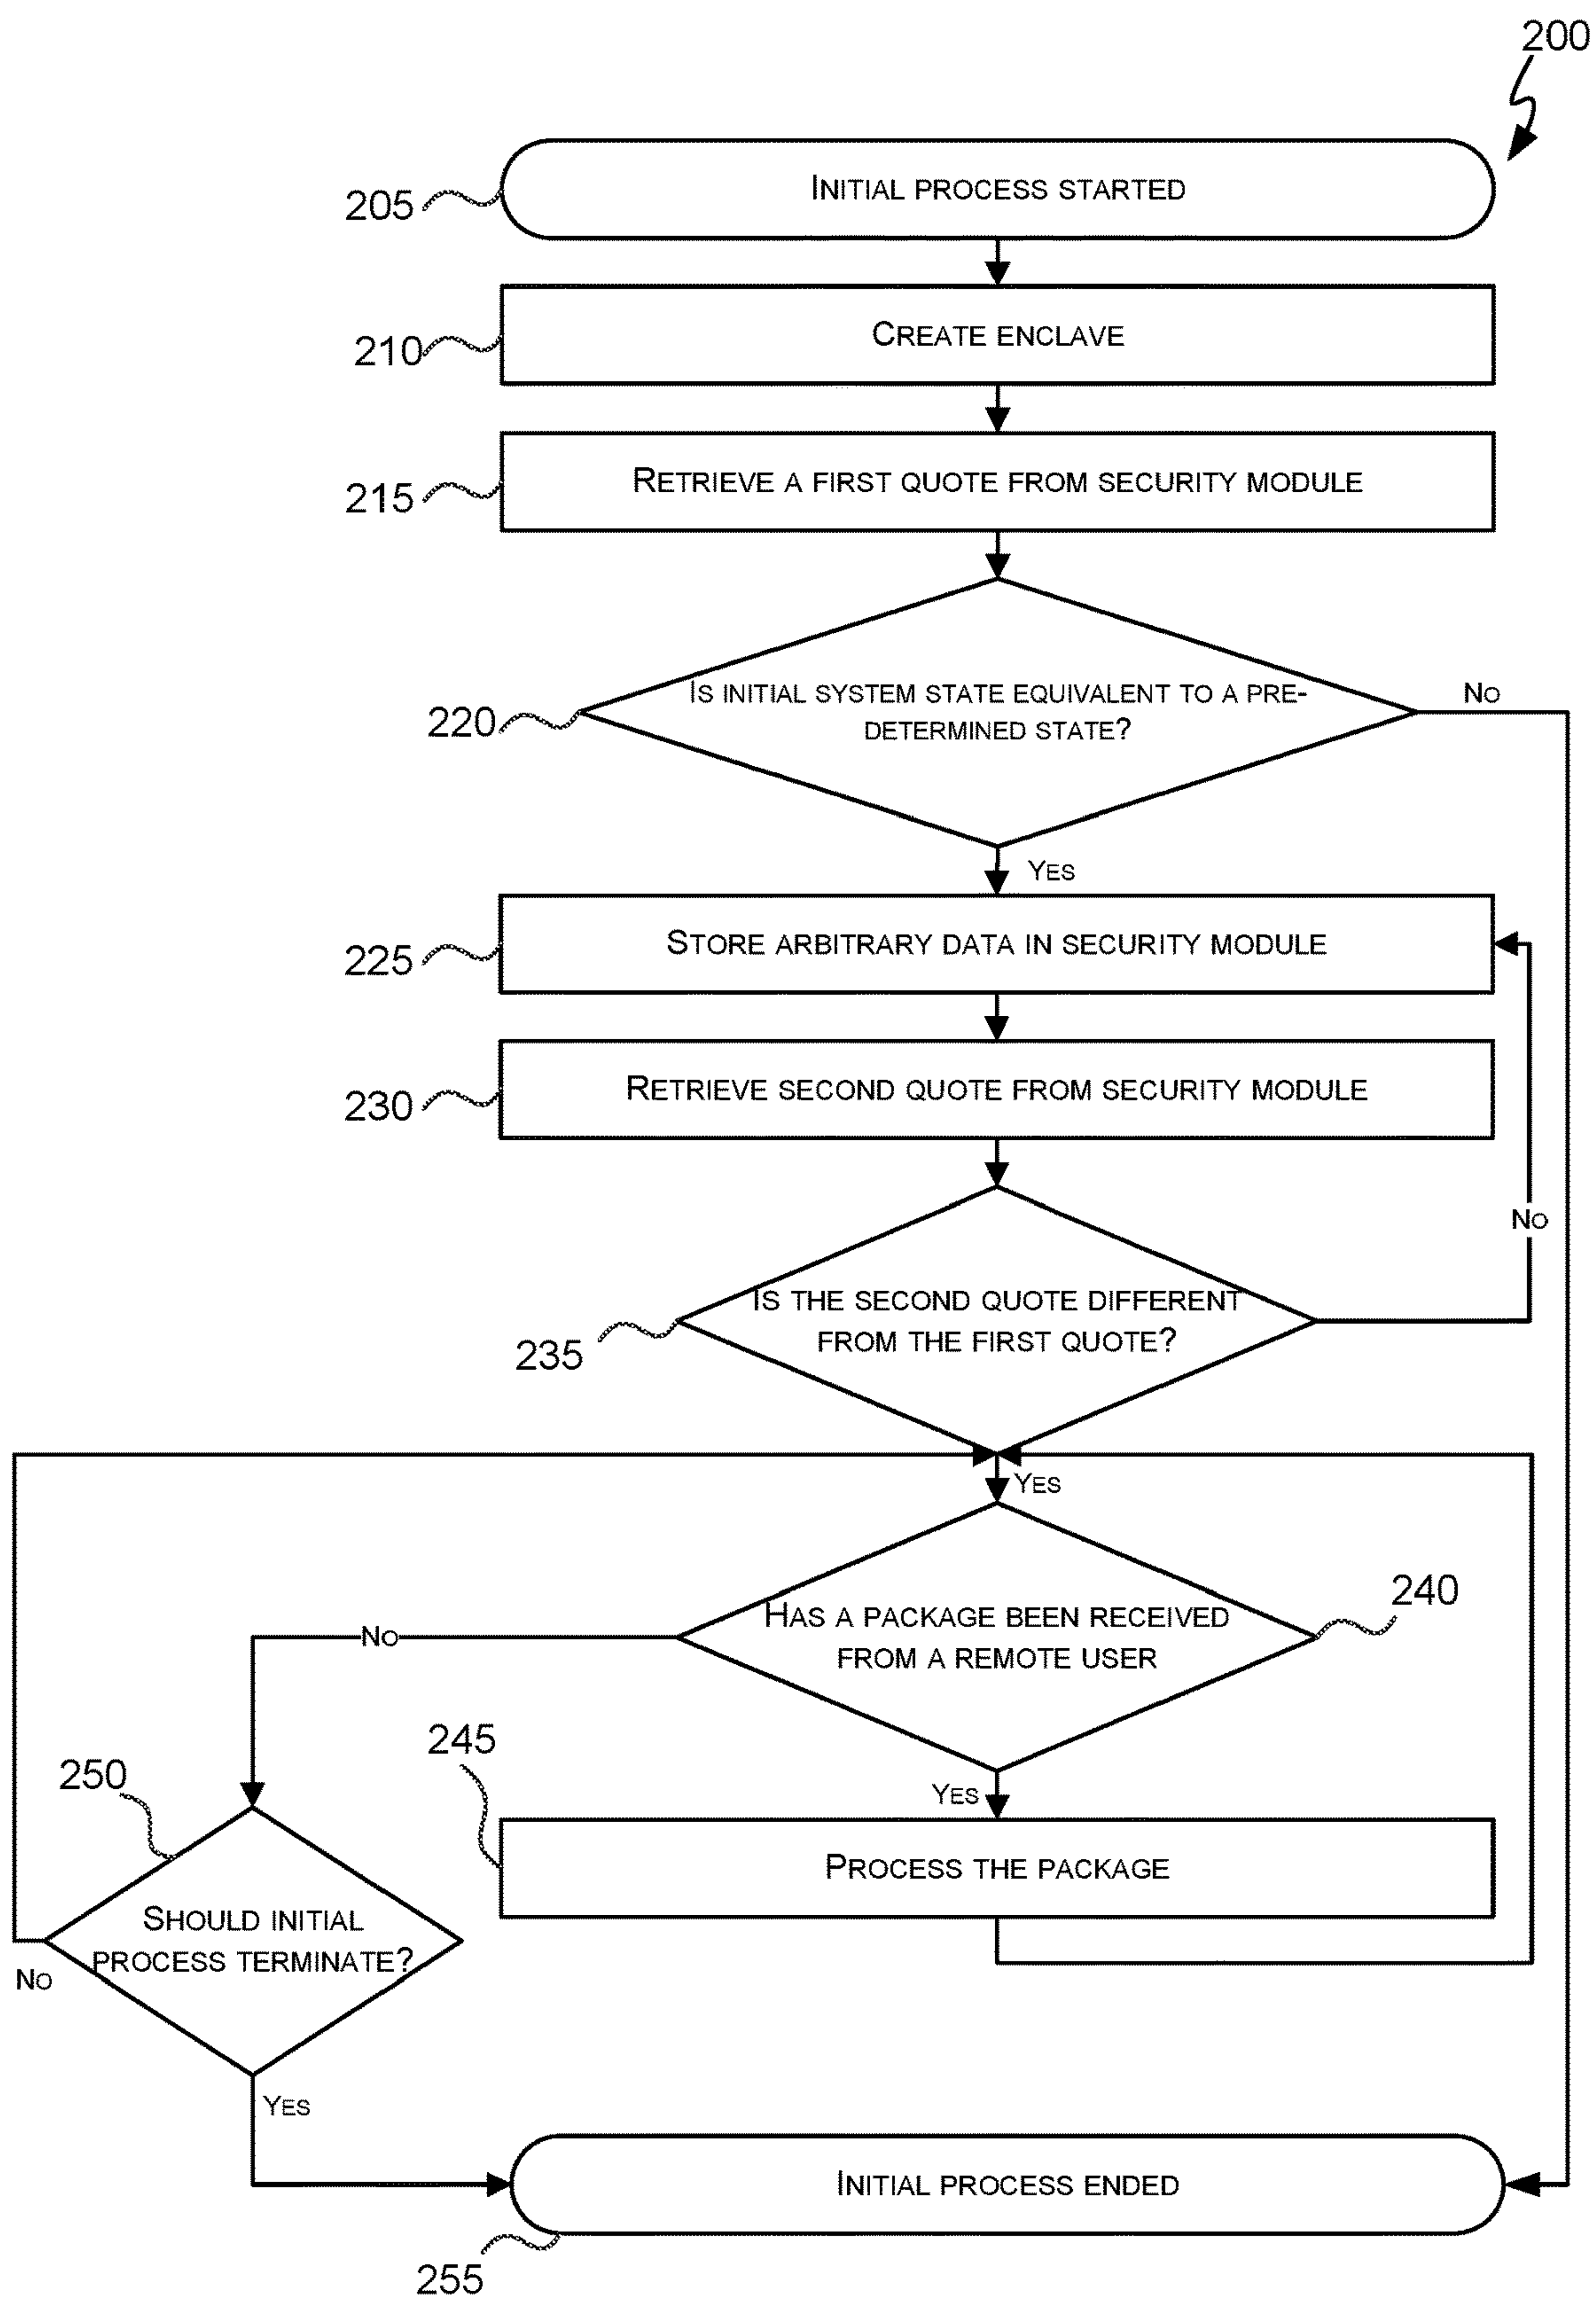 200
INITIAL PROCESS STARTED
205
CREATE ENCLAVE
210
RETRIEVE A FIRST QUOTE FROM SECURITY MODULE
215
IS INITIAL SYSTEM STATE EQUIVALENT TO A PRE-
DETERMINED STATE?
NO
220
YES
STORE ARBITRARY DATA IN SECURITY MODULE
225
RETRIEVE SECOND QUOTE FROM SECURITY MODULE
230
NO
IS THE SECOND QUOTE DIFFERENT
FROM THE FIRST QUOTE?
235
YES
240
HAS A PACKAGE BEEN RECEIVED
FROM A REMOTE USER
NO
245
250
YES
PROCESS THE PACKAGE
SHOULD INITIAL
PROCESS TERMINATE?
NO
YES
INITIAL PROCESS ENDED
255